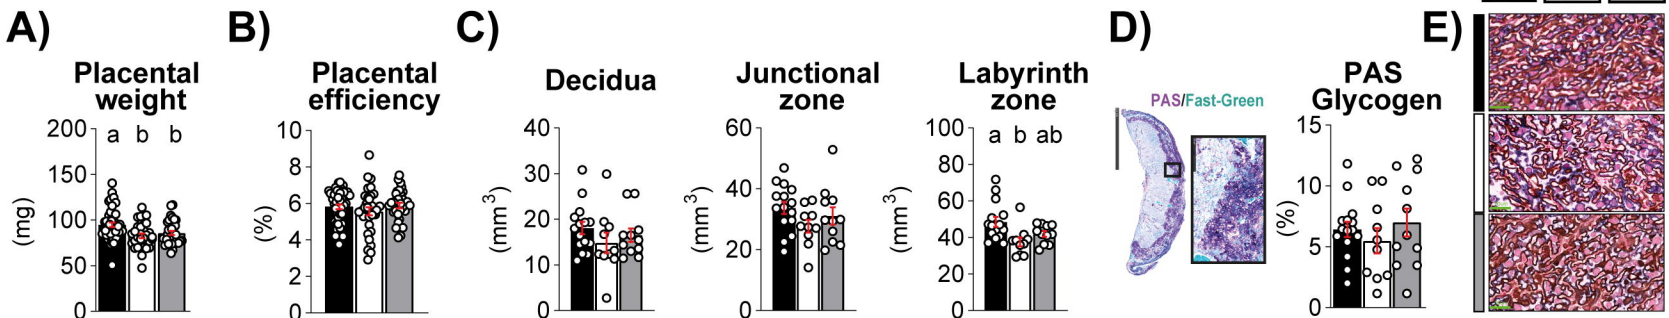 A)
Placental
weight
200
150
100
50
0
(mg)
a b b
B)
Placental
efficiency
10
8
6
4
2
0
(%)
C)
Decidua
40
30
20
10
0
(mm³)
Junctional
zone
60
40
20
0
(mm³)
Labyrinth
zone
100
80
60
40
20
0
(mm³)
a b ab
D)
PAS/Fast-Green
PAS
Glycogen
15
10
5
0
(%)
E)